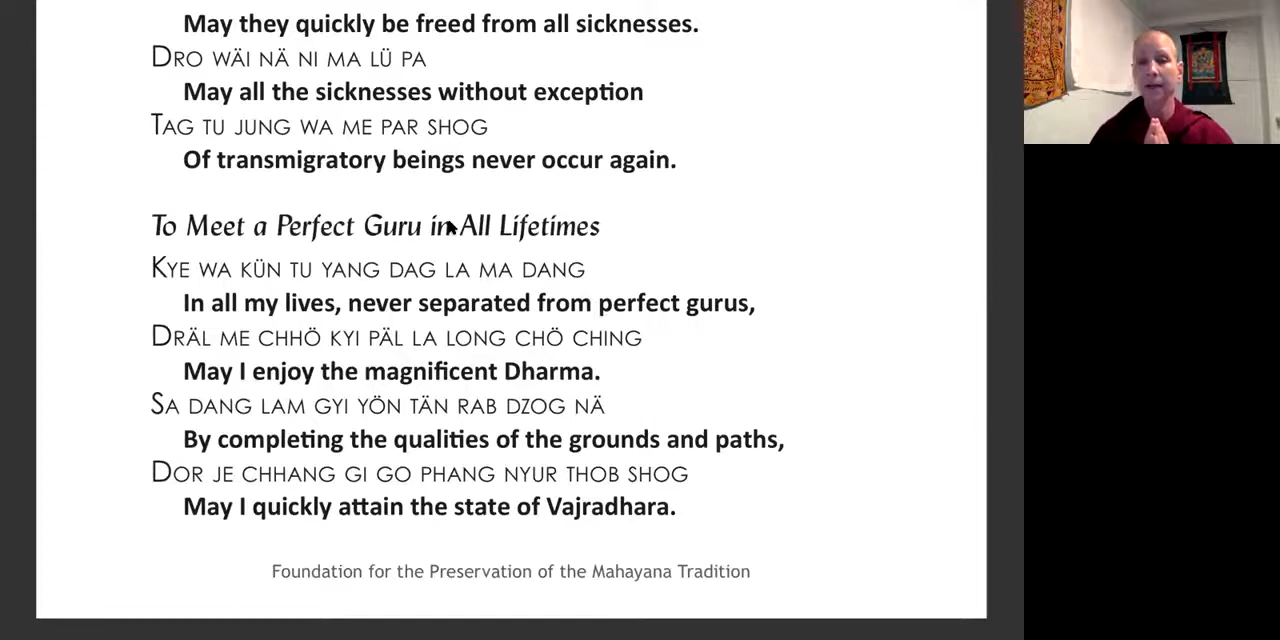 May they quickly be freed from all sicknesses.
DRO WÄI NÄ NI MA LÜ PA
May all the sicknesses without exception
TAG TU JUNG WA ME PAR SHOG
Of transmigratory beings never occur again.
To Meet a Perfect Guru in All Lifetimes
KYE WA KÜN TU YANG DAG LA MA DANG
In all my lives, never separated from perfect gurus,
DRÄL ME CHHÖ KYI PÄL LA LONG CHÖ CHING
May I enjoy the magnificent Dharma.
SA DANG LAM GYI YÖN TÄN RAB DZOG NÄ
By completing the qualities of the grounds and paths,
DOR JE CHHANG GI GO PHANG NYUR THOB SHOG
May I quickly attain the state of Vajradhara.
Foundation for the Preservation of the Mahayana Tradition